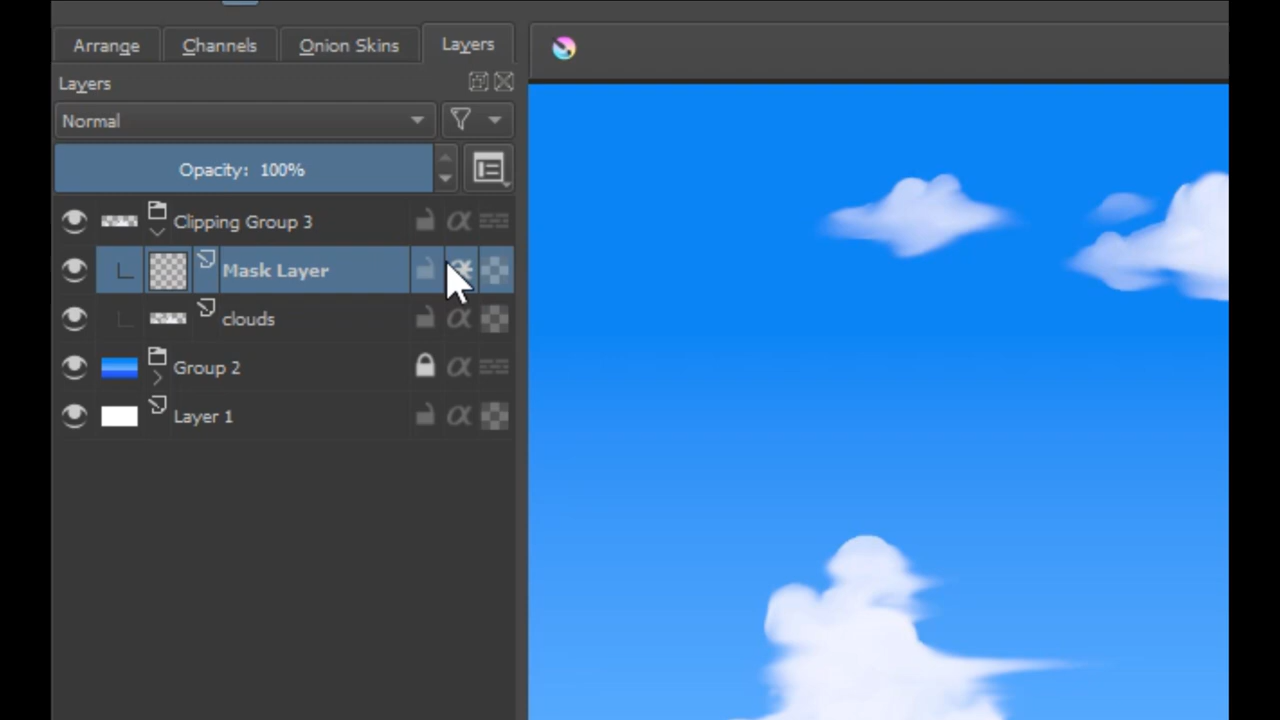 Arrange Channels Onion Skins Layers
Layers
Normal
Opacity: 100%
Clipping Group 3
Mask Layer
clouds
Group 2
Layer 1